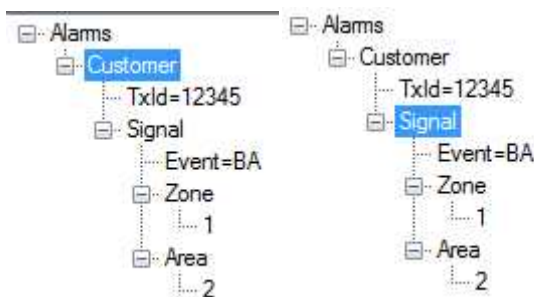 Alarms
Customer
TxId=12345
Signal
Event=BA
Zone
1
Area
2
Alarms
Customer
TxId=12345
Signal
Event=BA
Zone
1
Area
2